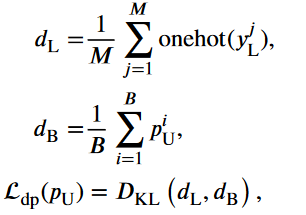 d_L = \frac{1}{M} \sum_{j=1}^{M} onehot(y_L^j),
d_B = \frac{1}{B} \sum_{i=1}^{B} p_U^i,
\mathcal{L}_{dp}(p_U) = D_{KL} (d_L, d_B) ,